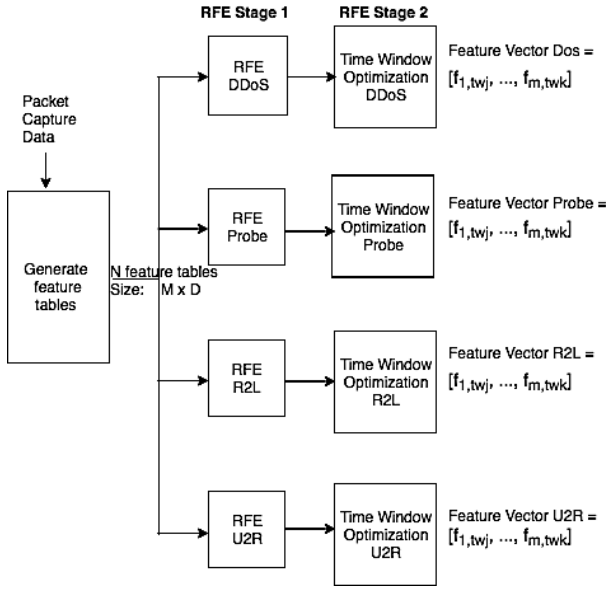 RFE Stage 1
RFE Stage 2
Packet
Capture
Data
Generate
feature
tables
N feature tables
Size: M x D
RFE
DDoS
Time Window
Optimization
DDoS
Feature Vector Dos =
[f1,twj, ..., fm,twk]
RFE
Probe
Time Window
Optimization
Probe
Feature Vector Probe =
[f1,twj, ..., fm,twk]
RFE
R2L
Time Window
Optimization
R2L
Feature Vector R2L =
[f1,twj, ..., fm,twk]
RFE
U2R
Time Window
Optimization
U2R
Feature Vector U2R =
[f1,twj, ..., fm,twk]